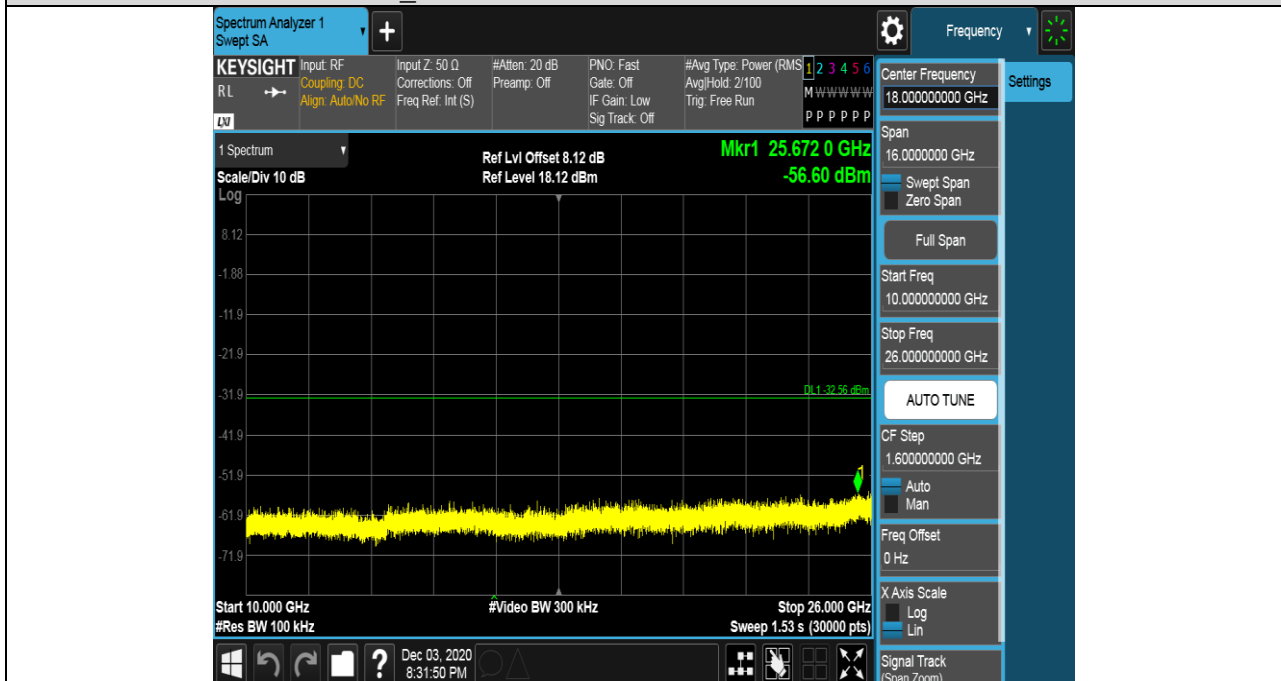 Spectrum Analyzer 1
Swept SA
+
Frequency
KEYSIGHT
RL
LXI
Input: RF
Coupling: DC
Align: Auto/No RF
Input Z: 50 Ω
Corrections: Off
Freq Ref: Int (S)
#Atten: 20 dB
Preamp: Off
PNO: Fast
Gate: Off
IF Gain: Low
Sig Track: Off
#Avg Type: Power (RMS
Avg|Hold: 2/100
Trig: Free Run
1 2 3 4 5 6
M W W W W W
P P P P P P
Center Frequency
18.000000000 GHz
Settings
1 Spectrum
Scale/Div 10 dB
Ref Lvl Offset 8.12 dB
Ref Level 18.12 dBm
Mkr1 25.672 0 GHz
-56.60 dBm
Span
16.0000000 GHz
Swept Span
Zero Span
Full Span
Start Freq
10.000000000 GHz
Stop Freq
26.000000000 GHz
AUTO TUNE
CF Step
1.600000000 GHz
Auto
Man
Freq Offset
0 Hz
X Axis Scale
Log
Lin
Signal Track
(Span Zoom)
Log
8.12
-1.88
-11.9
-21.9
-31.9
-41.9
-51.9
-61.9
-71.9
DL1 -32.56 dBm
1
Start 10.000 GHz
#Res BW 100 kHz
#Video BW 300 kHz
Stop 26.000 GHz
Sweep 1.53 s (30000 pts)
?
Dec 03, 2020
8:31:50 PM